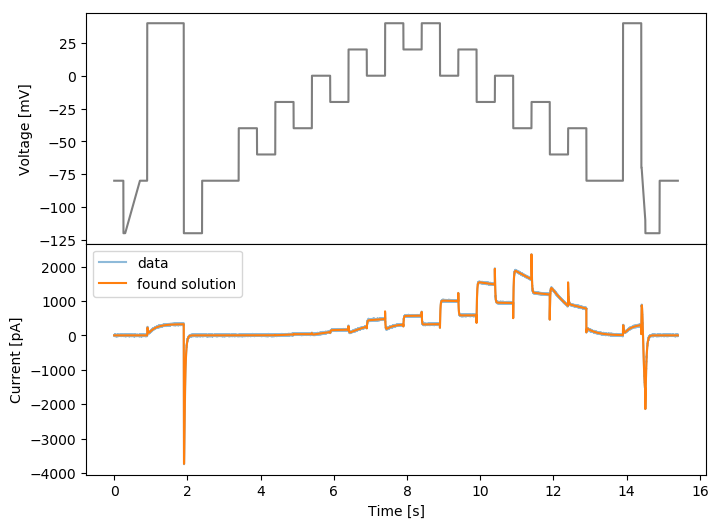 25
0
−25
−50
−75
−100
−125
Voltage [mV]
data
found solution
2000
1000
0
−1000
−2000
−3000
−4000
Current [pA]
0 2 4 6 8 10 12 14 16
Time [s]